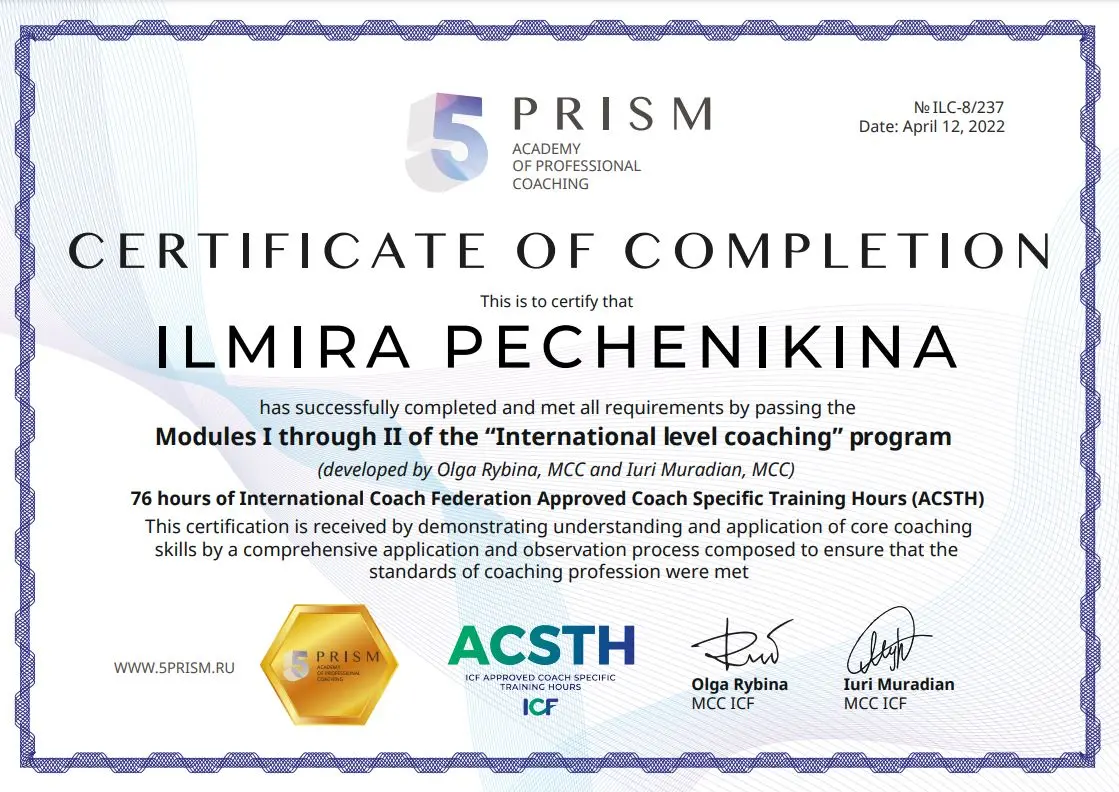 5 PRISM
ACADEMY
OF PROFESSIONAL
COACHING
№ ILC-8/237
Date: April 12, 2022
CERTIFICATE OF COMPLETION
This is to certify that
ILMIRA PECHENIKINA
has successfully completed and met all requirements by passing the
Modules I through II of the “International level coaching” program
(developed by Olga Rybina, MCC and Iuri Muradian, MCC)
76 hours of International Coach Federation Approved Coach Specific Training Hours (ACSTH)
This certification is received by demonstrating understanding and application of core coaching
skills by a comprehensive application and observation process composed to ensure that the
standards of coaching profession were met
WWW.5PRISM.RU
5 PRISM
ACADEMY
OF PROFESSIONAL
COACHING
ACSTH
ICF APPROVED COACH SPECIFIC
TRAINING HOURS
ICF
Olga Rybina
MCC ICF
Iuri Muradian
MCC ICF